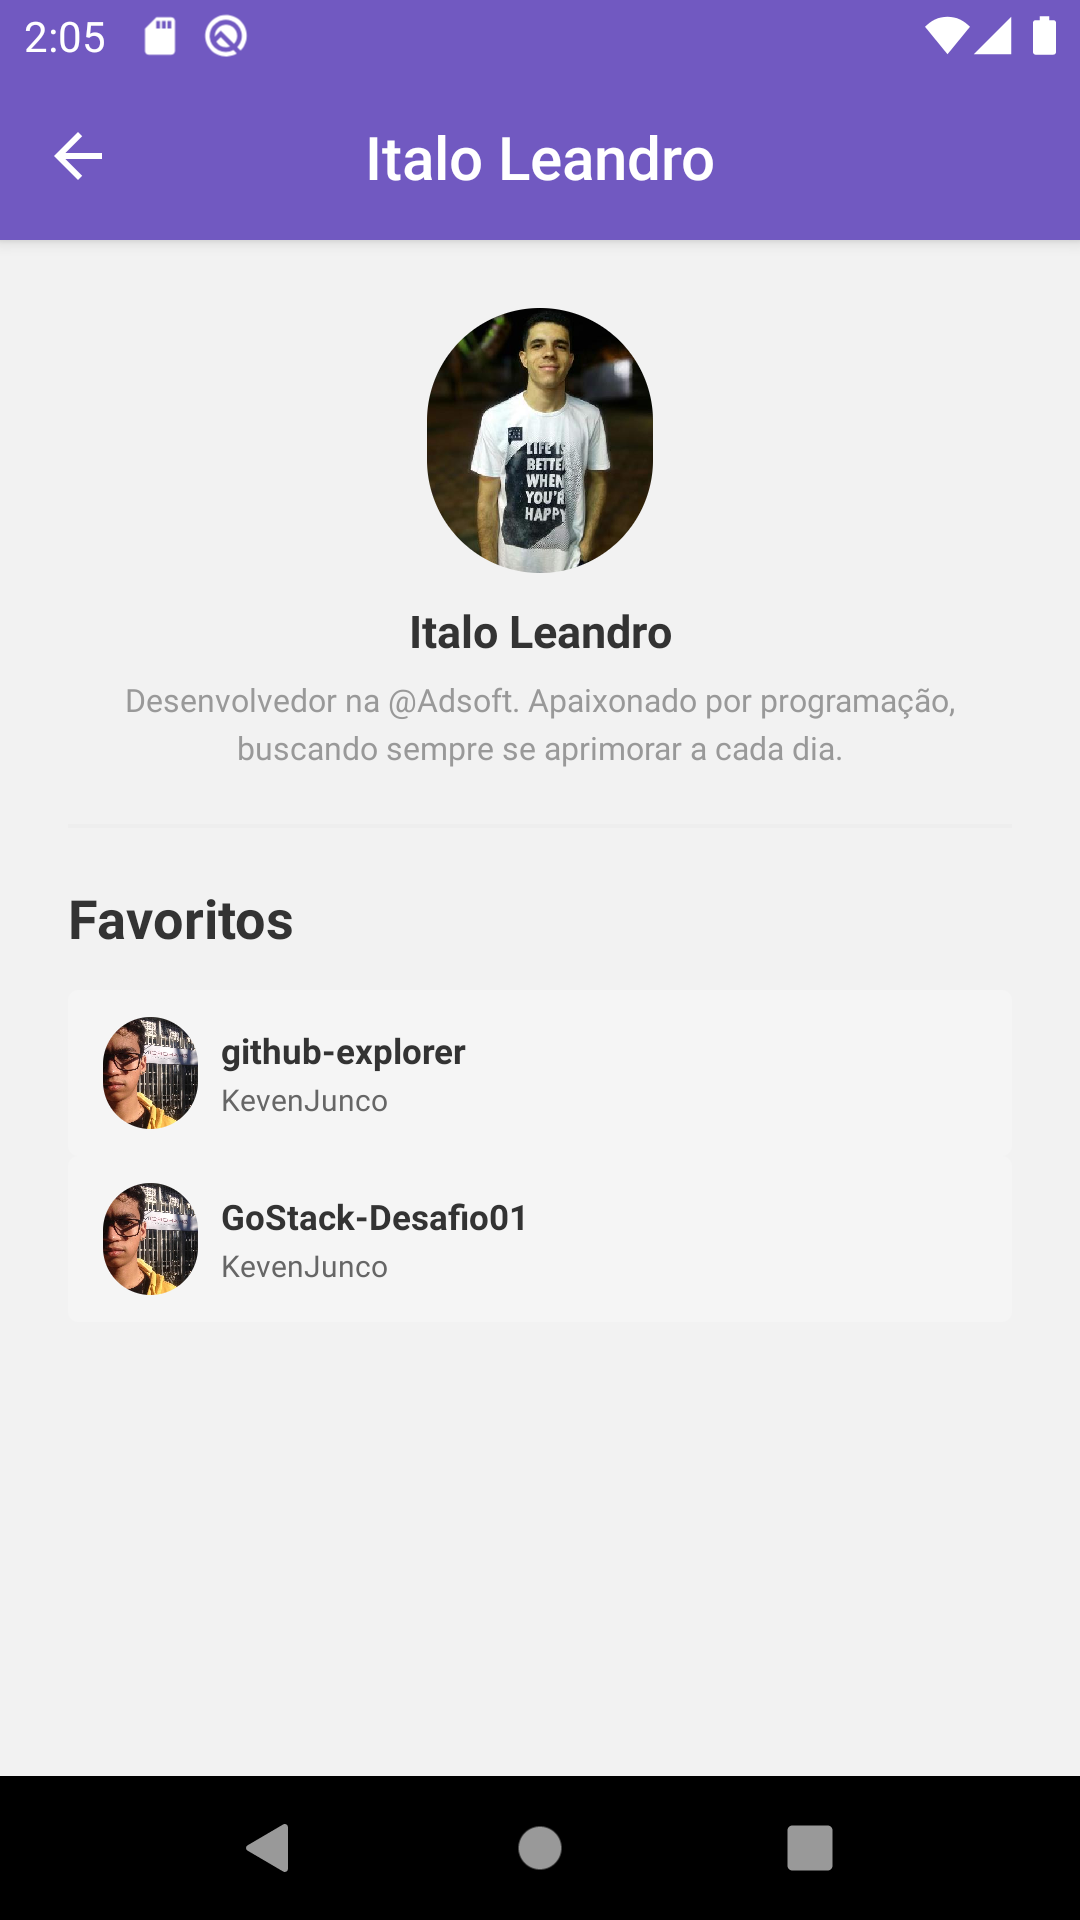 2:05
Italo Leandro
LIFE IS
BETTE
WHEN
YOU'R
HAPPY
Italo Leandro
Desenvolvedor na @Adsoft. Apaixonado por programação,
buscando sempre se aprimorar a cada dia.
Favoritos
github-explorer
KevenJunco
GoStack-Desafio01
KevenJunco